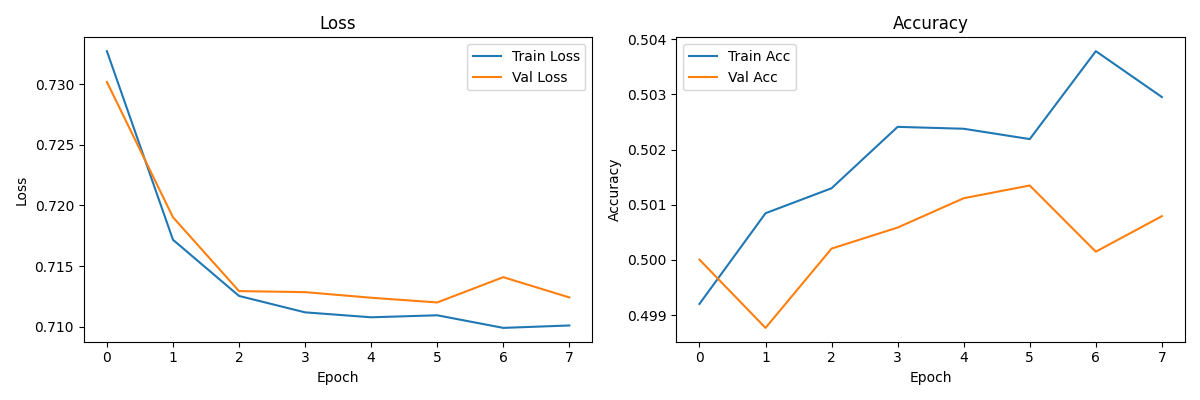 Loss
Train Loss
Val Loss
0.730
0.725
0.720
0.715
0.710
Loss
0 1 2 3 4 5 6 7
Epoch
Accuracy
Train Acc
Val Acc
0.504
0.503
0.502
0.501
0.500
0.499
Accuracy
0 1 2 3 4 5 6 7
Epoch